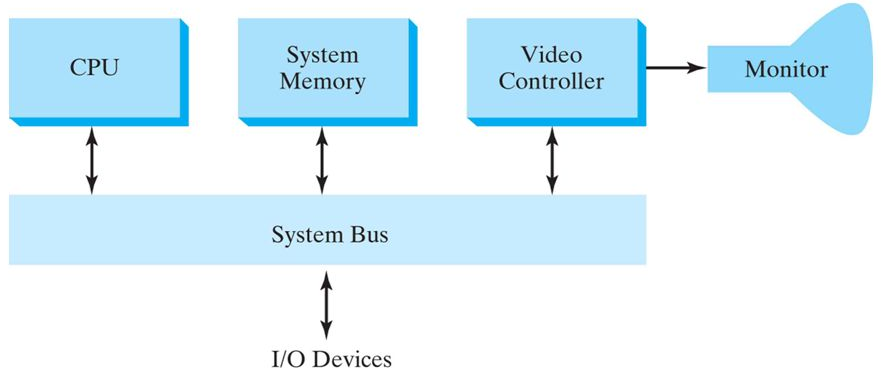 CPU
System
Memory
Video
Controller
Monitor
System Bus
I/O Devices